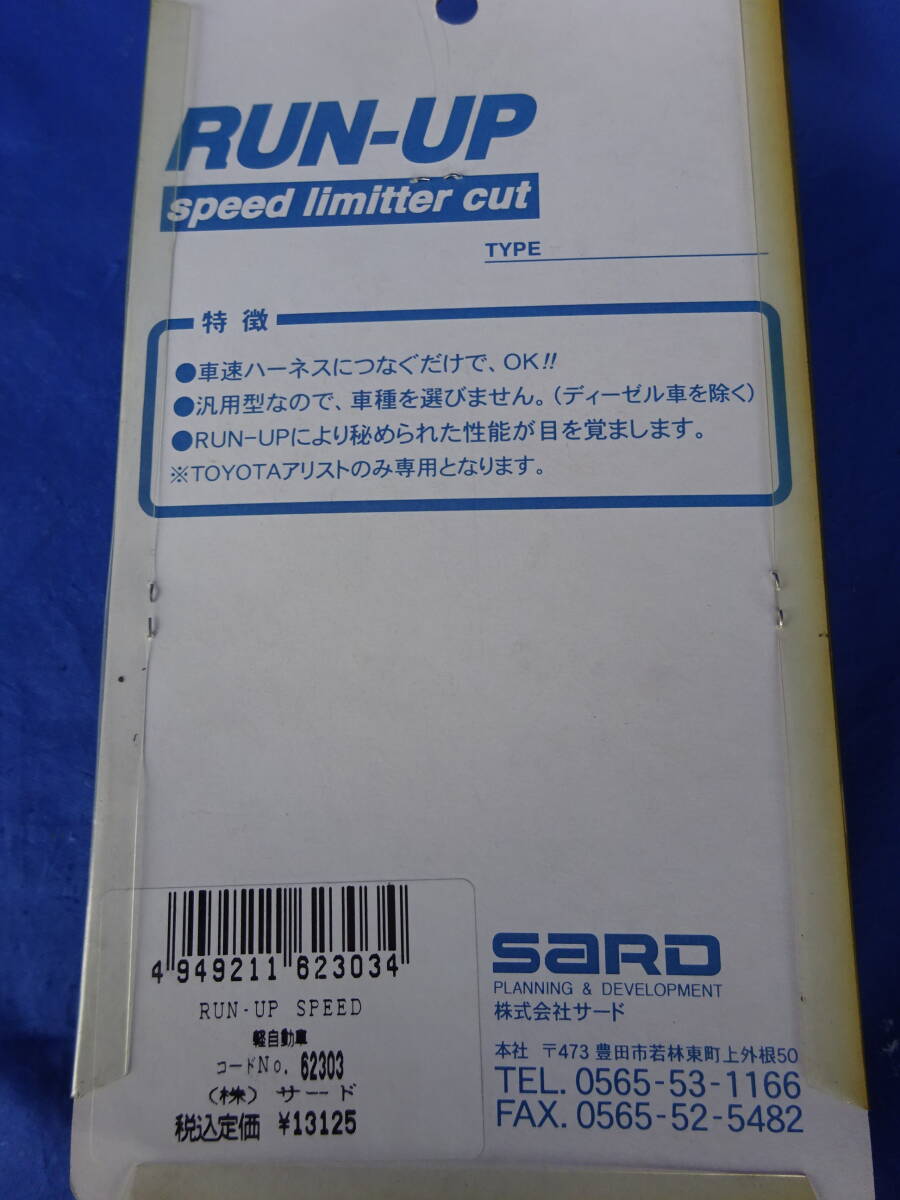 RUN-UP
speed limitter cut
TYPE
特徴
●車速ハーネスにつなぐだけで、OK!!
●汎用型なので、車種を選びません。(ディーゼル車を除く)
●RUN-UPにより秘められた性能が目を覚まします。
※TOYOTAアリストのみ専用となります。
4 949211 623034
RUN-UP SPEED
軽自動車
コードNo. 62303
(株) サード
税込定価 ¥13125
SARD
PLANNING & DEVELOPMENT
株式会社サード
本社 〒473 豊田市若林東町上外根50
TEL. 0565-53-1166
FAX. 0565-52-5482